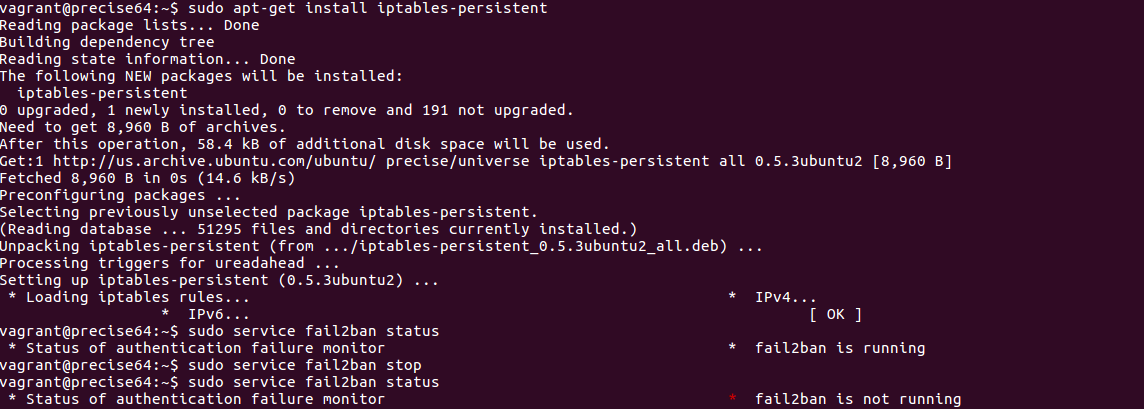 vagrant@precise64:~$ sudo apt-get install iptables-persistent
Reading package lists... Done
Building dependency tree
Reading state information... Done
The following NEW packages will be installed:
  iptables-persistent
0 upgraded, 1 newly installed, 0 to remove and 191 not upgraded.
Need to get 8,960 B of archives.
After this operation, 58.4 kB of additional disk space will be used.
Get:1 http://us.archive.ubuntu.com/ubuntu/ precise/universe iptables-persistent all 0.5.3ubuntu2 [8,960 B]
Fetched 8,960 B in 0s (14.6 kB/s)
Preconfiguring packages ...
Selecting previously unselected package iptables-persistent.
(Reading database ... 51295 files and directories currently installed.)
Unpacking iptables-persistent (from .../iptables-persistent_0.5.3ubuntu2_all.deb) ...
Processing triggers for ureadahead ...
Setting up iptables-persistent (0.5.3ubuntu2) ...
 * Loading iptables rules...                                                     *  IPv4...
                  *  IPv6...                                                              [ OK ]
vagrant@precise64:~$ sudo service fail2ban status
 * Status of authentication failure monitor                                      *  fail2ban is running
vagrant@precise64:~$ sudo service fail2ban stop
vagrant@precise64:~$ sudo service fail2ban status
 * Status of authentication failure monitor                                      *  fail2ban is not running